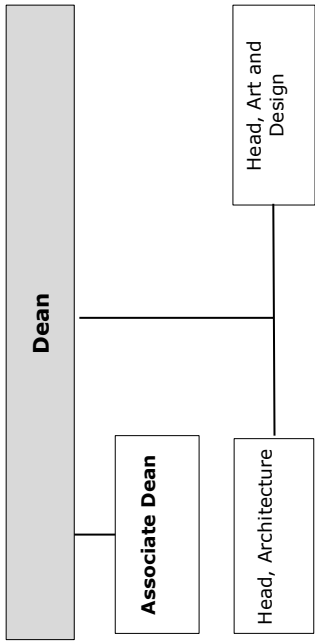 Dean
Associate Dean
Head, Architecture
Head, Art and
Design